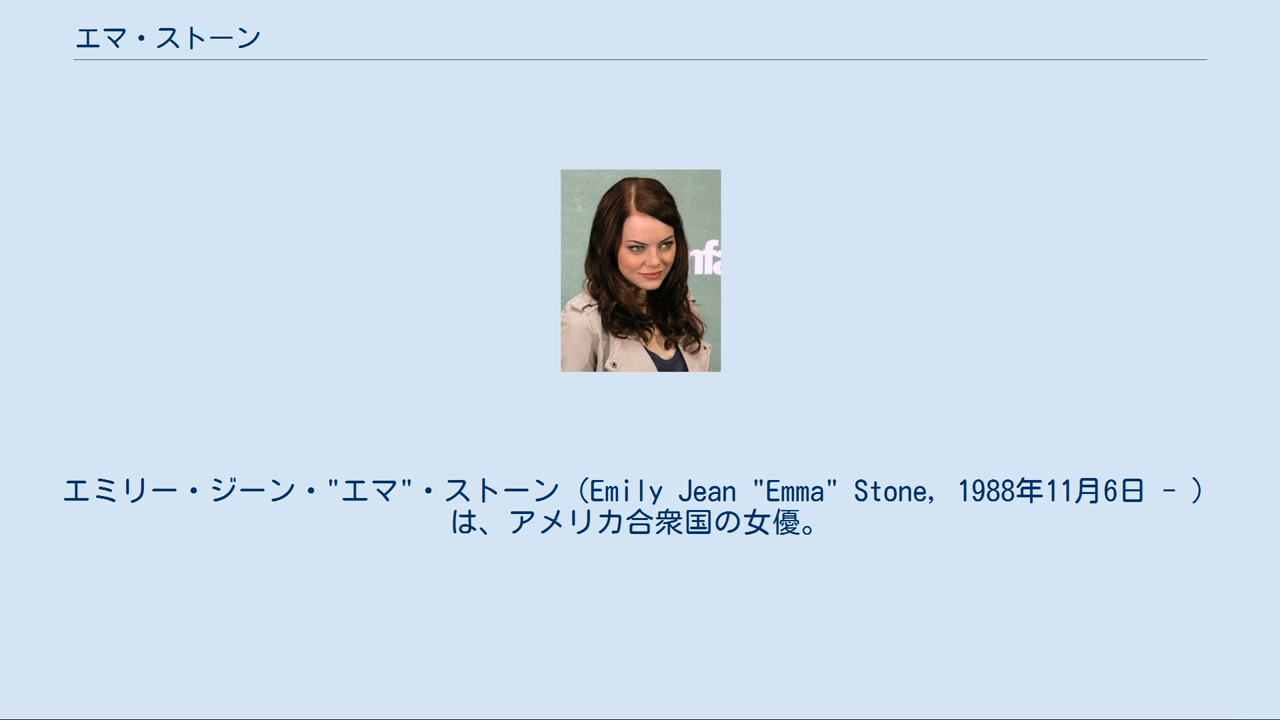 エマ・ストーン
nfa
エミリー・ジーン・"エマ"・ストーン（Emily Jean "Emma" Stone, 1988年11月6日 - ）
は、アメリカ合衆国の女優。